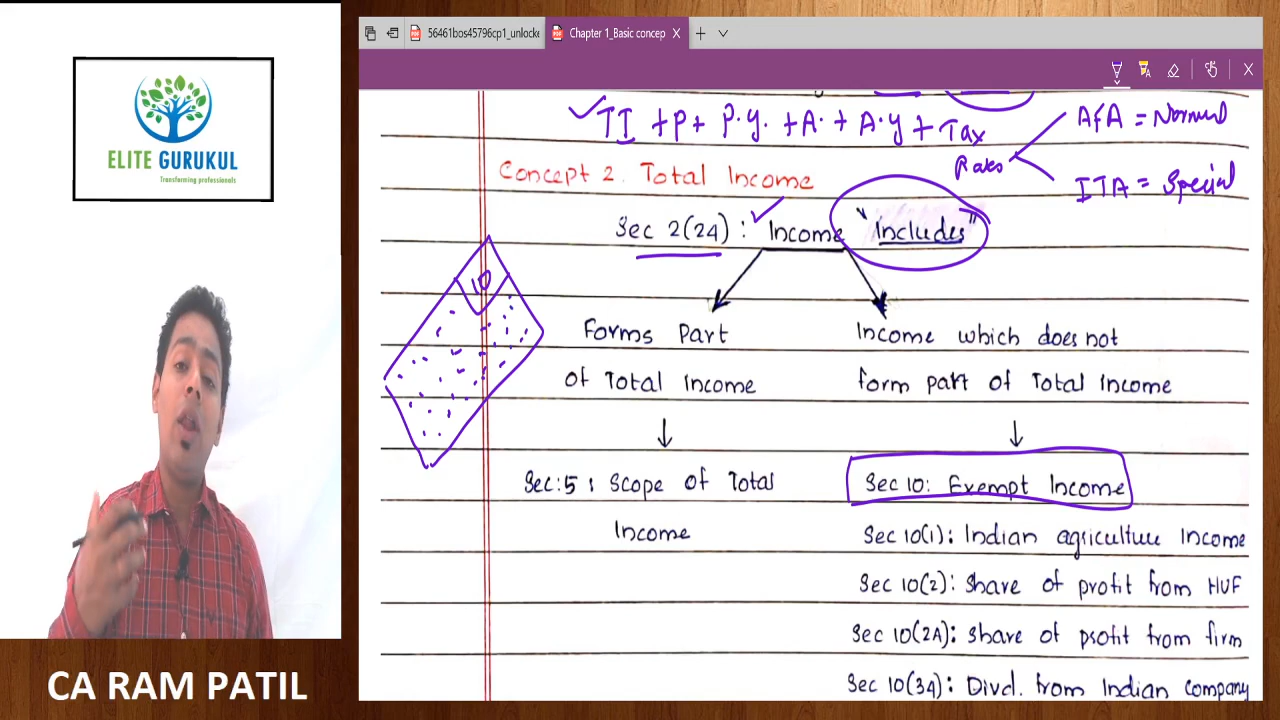 ELITE GURUKUL
Transforming professionals
CA RAM PATIL
56461bos45796cp1_unlocke
Chapter 1_Basic concep
TI + P + P.y. + A. + A.y + Tax
Rates
AFA = Normal
ITA = Special
Concept 2. Total Income
Sec 2(24) : Income "Includes"
10
Forms Part
of Total Income
Income which does not
form part of Total Income
Sec:5 : Scope of Total
Income
Sec 10: Exempt Income
Sec 10(1): Indian agriculture Income
Sec 10(2): Share of profit from HUF
Sec 10(2A): Share of profit from firm
Sec 10(34): Divd. from Indian company